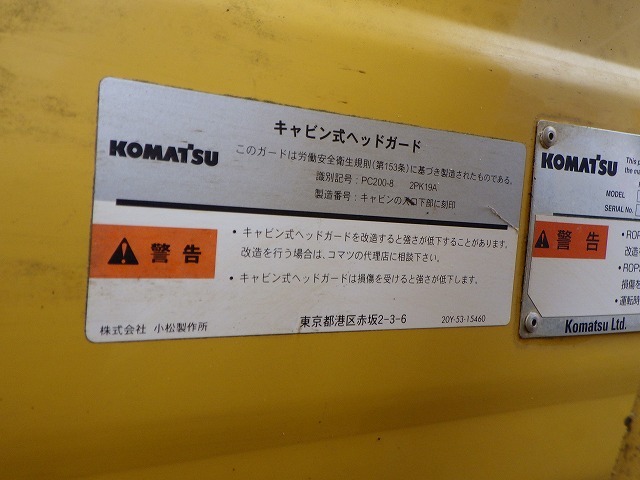 キャビン式ヘッドガード
KOMATSU
このガードは労働安全衛生規則(第153条)に基づき製造されたものである。
識別記号：PC200-8 2PK19A
製造番号：キャビンの入口下部に刻印
警告
・キャビン式ヘッドガードを改造すると強さが低下することがあります。
改造を行う場合は、コマツの代理店に相談下さい。
・キャビン式ヘッドガードは損傷を受けると強さが低下します。
株式会社 小松製作所
東京都港区赤坂2-3-6
20Y-53-15460
KOMATSU
This
the ma
MODEL
SERIAL No.
警告
・ROP
改造
・ROP
損傷を
・運転時
Komatsu Ltd.